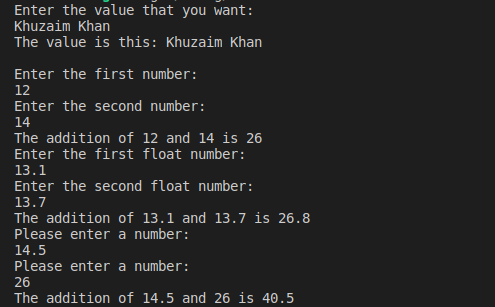 Enter the value that you want:
Khuzaim Khan
The value is this: Khuzaim Khan
Enter the first number:
12
Enter the second number:
14
The addition of 12 and 14 is 26
Enter the first float number:
13.1
Enter the second float number:
13.7
The addition of 13.1 and 13.7 is 26.8
Please enter a number:
14.5
Please enter a number:
26
The addition of 14.5 and 26 is 40.5